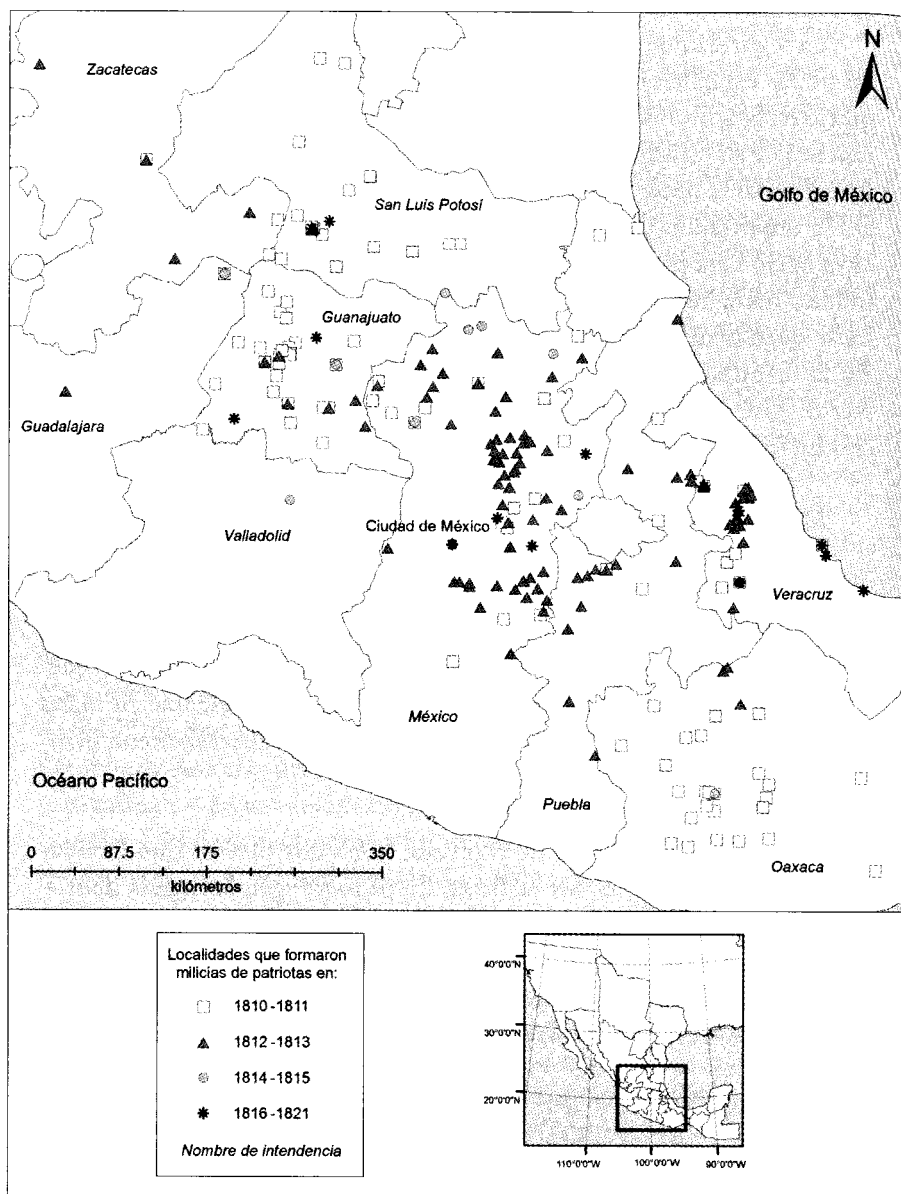 N
Zacatecas
San Luis Potosí
Golfo de México
Guanajuato
Guadalajara
Valladolid
Ciudad de México
Veracruz
México
Océano Pacífico
Puebla
0 87.5 175 350
kilómetros
Oaxaca
Localidades que formaron
milicias de patriotas en:
1810-1811
1812-1813
1814-1815
1816-1821
Nombre de intendencia
40°0'0"N
30°0'0"N
20°0'0"N
110°0'0"W 100°0'0"W 90°0'0"W